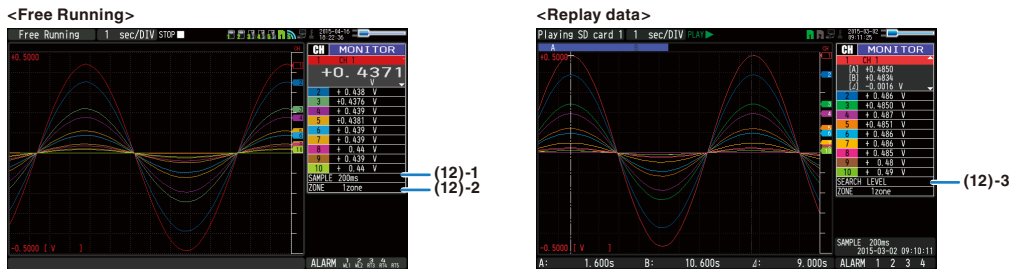 <Free Running>
Free Running 1 sec/DIV STOP 2015-04-16 18:22:36
CH
+0.5000
-0.5000 [ V ]
CH MONITOR
1 CH 1
+0.4371
V
2 + 0.438 V
3 +0.4376 V
4 + 0.439 V
5 +0.4381 V
6 + 0.439 V
7 + 0.439 V
8 + 0.44 V
9 + 0.439 V
10 + 0.44 V
SAMPLE 200ms
ZONE 1zone
ALARM 1 2 3 4
(12)-1
(12)-2
<Replay data>
Playing SD card 1 1 sec/DIV PLAY 2015-03-02 09:11:25
A
CH
+0.5000
-0.5000 [ V ]
CH MONITOR
1 CH 1
[A] +0.4850
[B] +0.4834
[⊿] -0.0016 V
2 + 0.486 V
3 +0.4850 V
4 + 0.487 V
5 +0.4851 V
6 + 0.486 V
7 + 0.486 V
8 + 0.485 V
9 + 0.48 V
10 + 0.49 V
SEARCH LEVEL
ZONE 1zone
(12)-3
SAMPLE 200ms
2015-03-02 09:10:11
A: 1.600s B: 10.600s ⊿: 9.000s ALARM 1 2 3 4